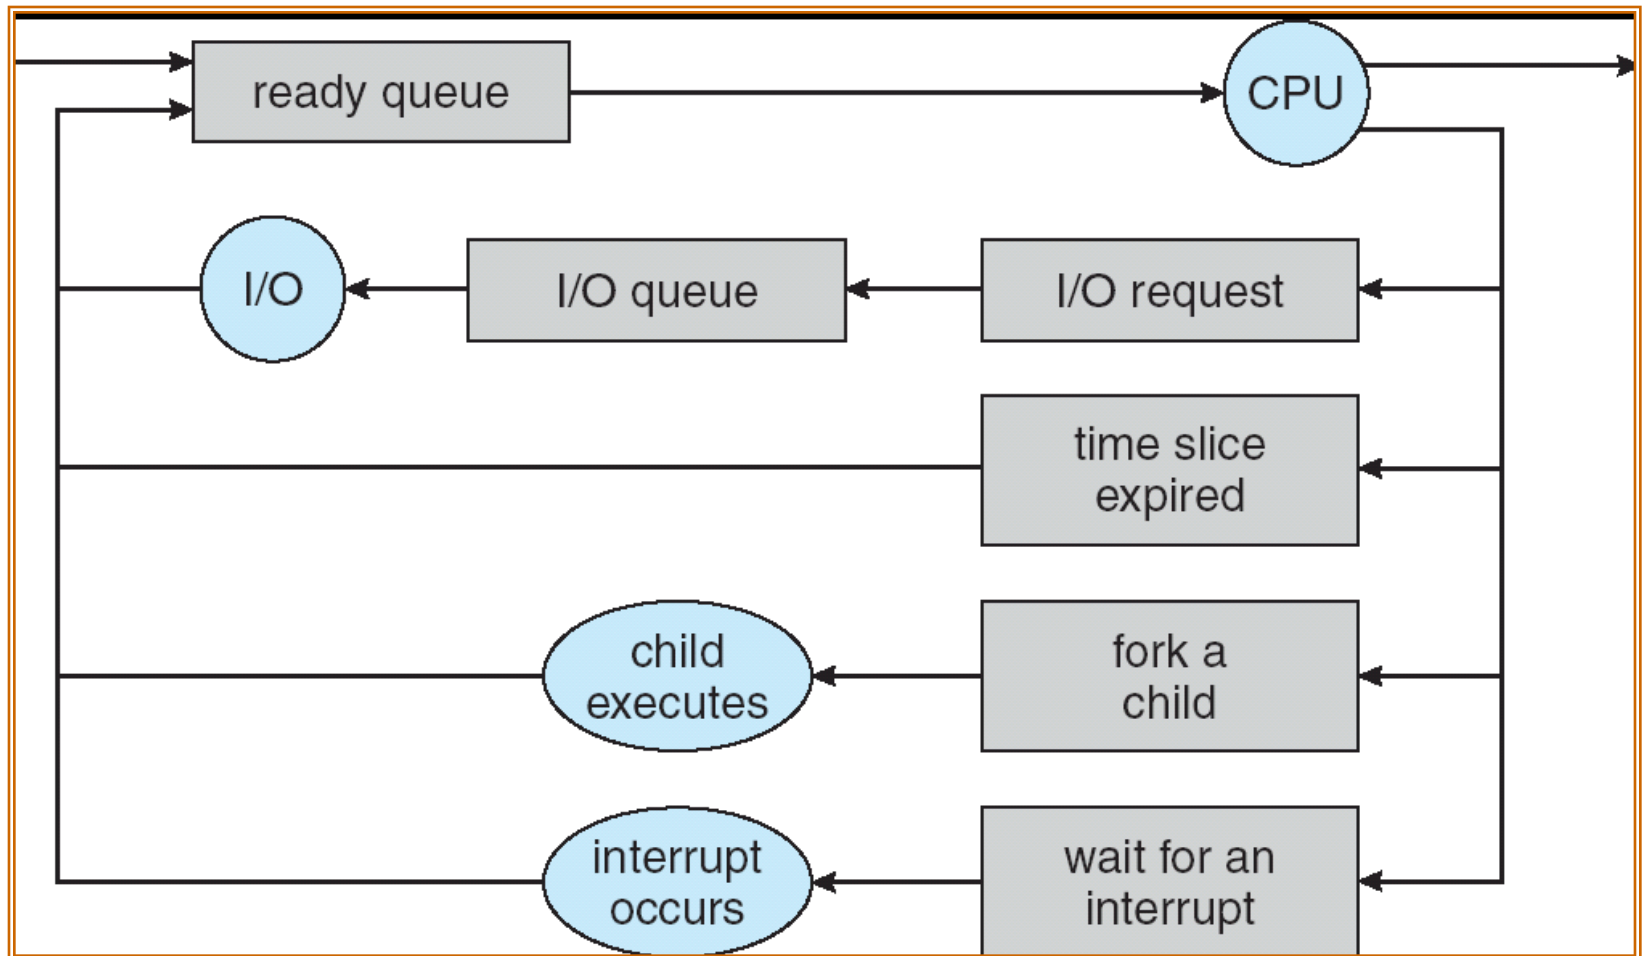 ready queue
CPU
I/O
I/O queue
I/O request
time slice
expired
child
executes
fork a
child
interrupt
occurs
wait for an
interrupt